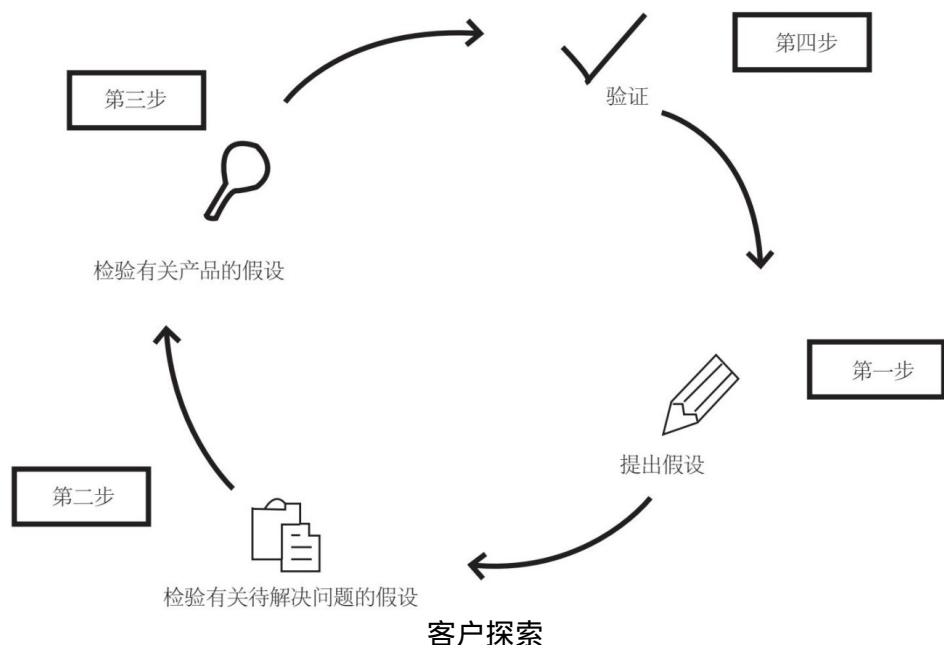 第四步
验证
第三步
检验有关产品的假设
第一步
提出假设
第二步
检验有关待解决问题的假设
客户探索